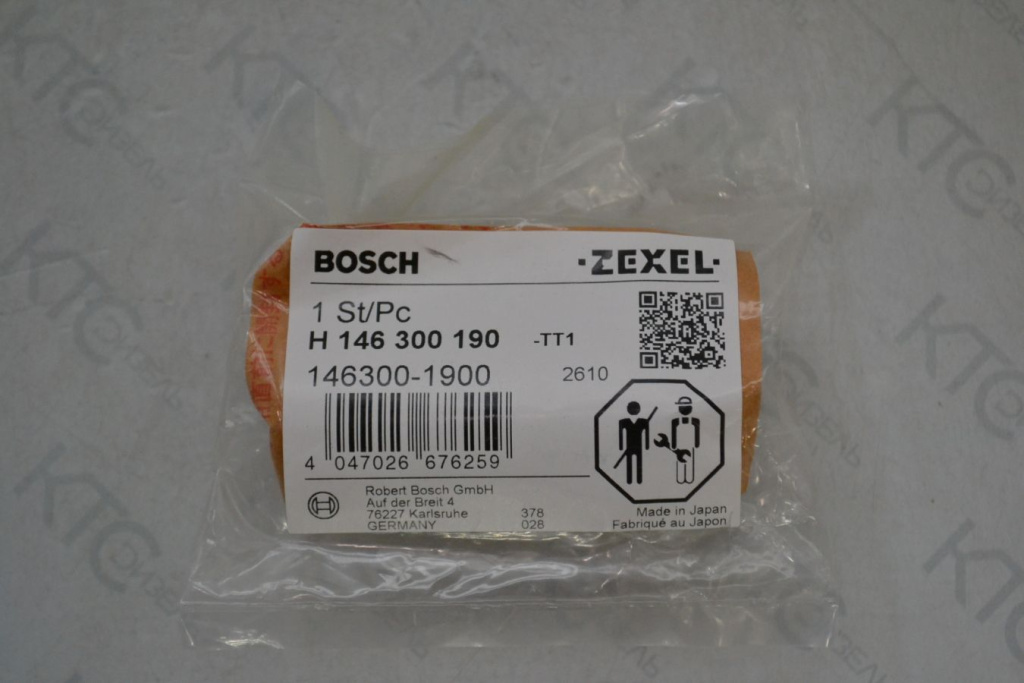 BOSCH
·ZEXEL·
1 St/Pc
H 146 300 190 -TT1
146300-1900
2610
4 047026 676259
Robert Bosch GmbH
Auf der Breit 4
76227 Karlsruhe 378
GERMANY 028
Made in Japan
Fabriqué au Japon